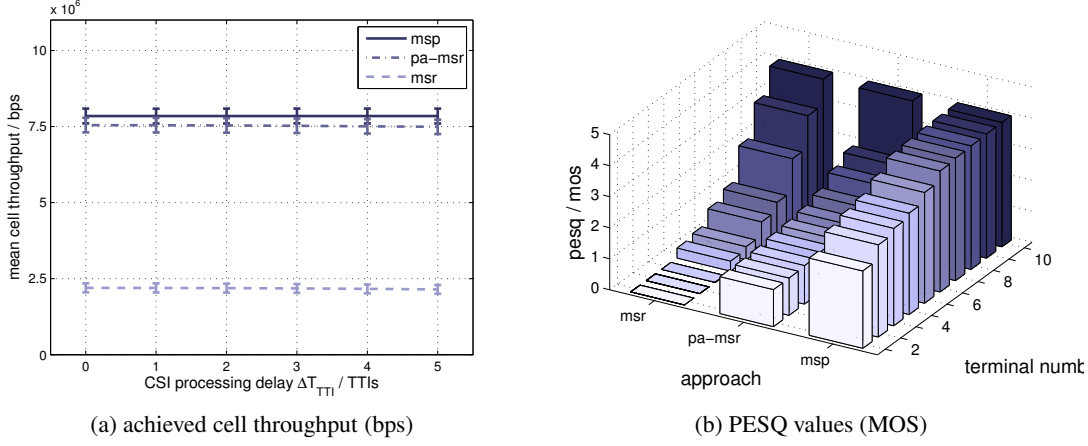 x 10⁶
10
7.5
5
2.5
0
mean cell throughput / bps
msp
pa−msr
msr
0 1 2 3 4 5
CSI processing delay ΔT_TTI / TTIs
(a) achieved cell throughput (bps)
5
4
3
2
1
0
pesq / mos
msr
pa−msr
msp
approach
2
4
6
8
10
terminal numb
(b) PESQ values (MOS)